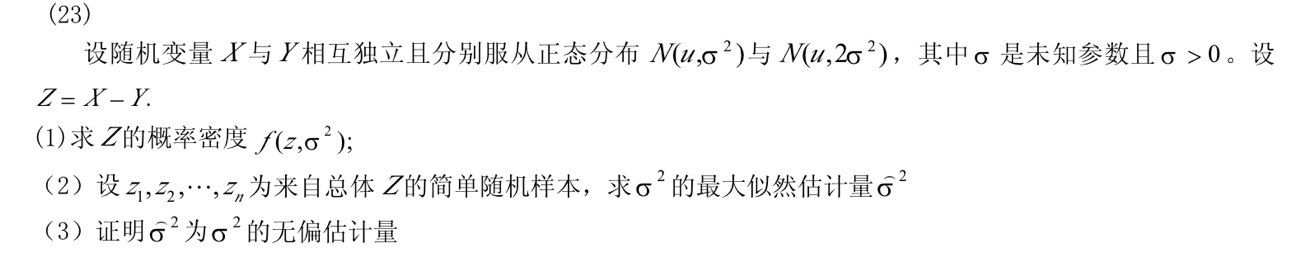 (23)
设随机变量 X 与 Y 相互独立且分别服从正态分布 N(u,σ²)与 N(u,2σ²)，其中σ 是未知参数且σ > 0。设
Z = X − Y.
(1)求 Z的概率密度 f(z,σ²);
（2）设 z₁,z₂,⋯,zₙ为来自总体 Z的简单随机样本，求σ²的最大似然估计量σ̂²
（3）证明σ̂²为σ²的无偏估计量